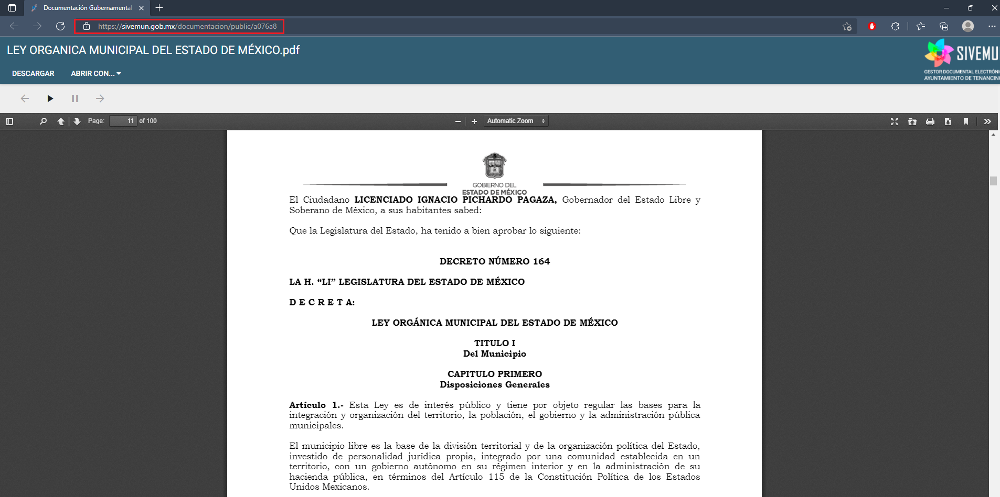 Documentación Gubernamental
https://sivemun.gob.mx/documentacion/public/a076a8
LEY ORGANICA MUNICIPAL DEL ESTADO DE MÉXICO.pdf
SIVEMU
DESCARGAR ABRIR CON...
GESTOR DOCUMENTAL ELECTRÓNI
AYUNTAMIENTO DE TENANCIN
Page: 11 of 100 Automatic Zoom
GOBIERNO DEL
ESTADO DE MÉXICO
El Ciudadano LICENCIADO IGNACIO PICHARDO PAGAZA, Gobernador del Estado Libre y
Soberano de México, a sus habitantes sabed:
Que la Legislatura del Estado, ha tenido a bien aprobar lo siguiente:
DECRETO NÚMERO 164
LA H. “LI” LEGISLATURA DEL ESTADO DE MÉXICO
D E C R E T A:
LEY ORGÁNICA MUNICIPAL DEL ESTADO DE MÉXICO
TITULO I
Del Municipio
CAPITULO PRIMERO
Disposiciones Generales
Artículo 1.- Esta Ley es de interés público y tiene por objeto regular las bases para la
integración y organización del territorio, la población, el gobierno y la administración pública
municipales.
El municipio libre es la base de la división territorial y de la organización política del Estado,
investido de personalidad jurídica propia, integrado por una comunidad establecida en un
territorio, con un gobierno autónomo en su régimen interior y en la administración de su
hacienda pública, en términos del Artículo 115 de la Constitución Política de los Estados
Unidos Mexicanos.